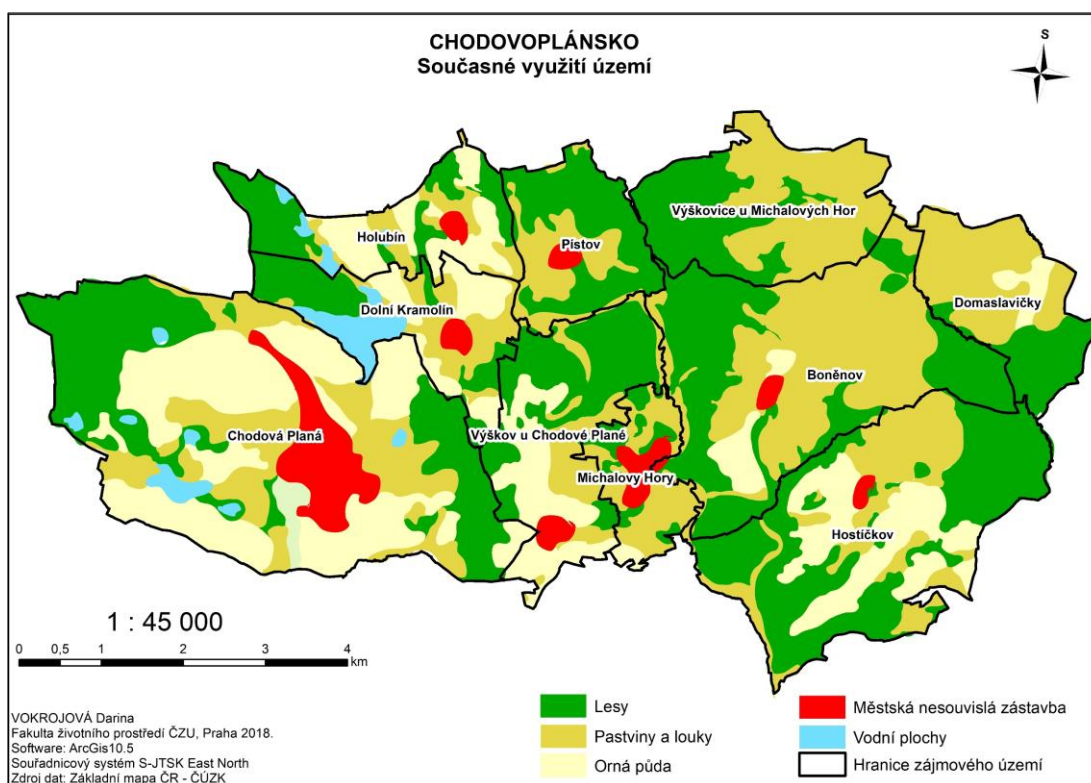 CHODOVOPLÁNSKO
Současné využití území
S
Výškovice u Michalových Hor
Holubín
Pístov
Domaslavičky
Dolní Kramolín
Boněnov
Chodová Planá
Výškov u Chodové Plané
Michalovy Hory
Hostíčkov
1 : 45 000
0 0,5 1 2 3 4
km
VOKROJOVÁ Darina
Fakulta životního prostředí ČZU, Praha 2018.
Software: ArcGis10.5
Souřadnicový systém S-JTSK East North
Zdroj dat: Základní mapa ČR - ČÚZK
Lesy
Pastviny a louky
Orná půda
Městská nesouvislá zástavba
Vodní plochy
Hranice zájmového území